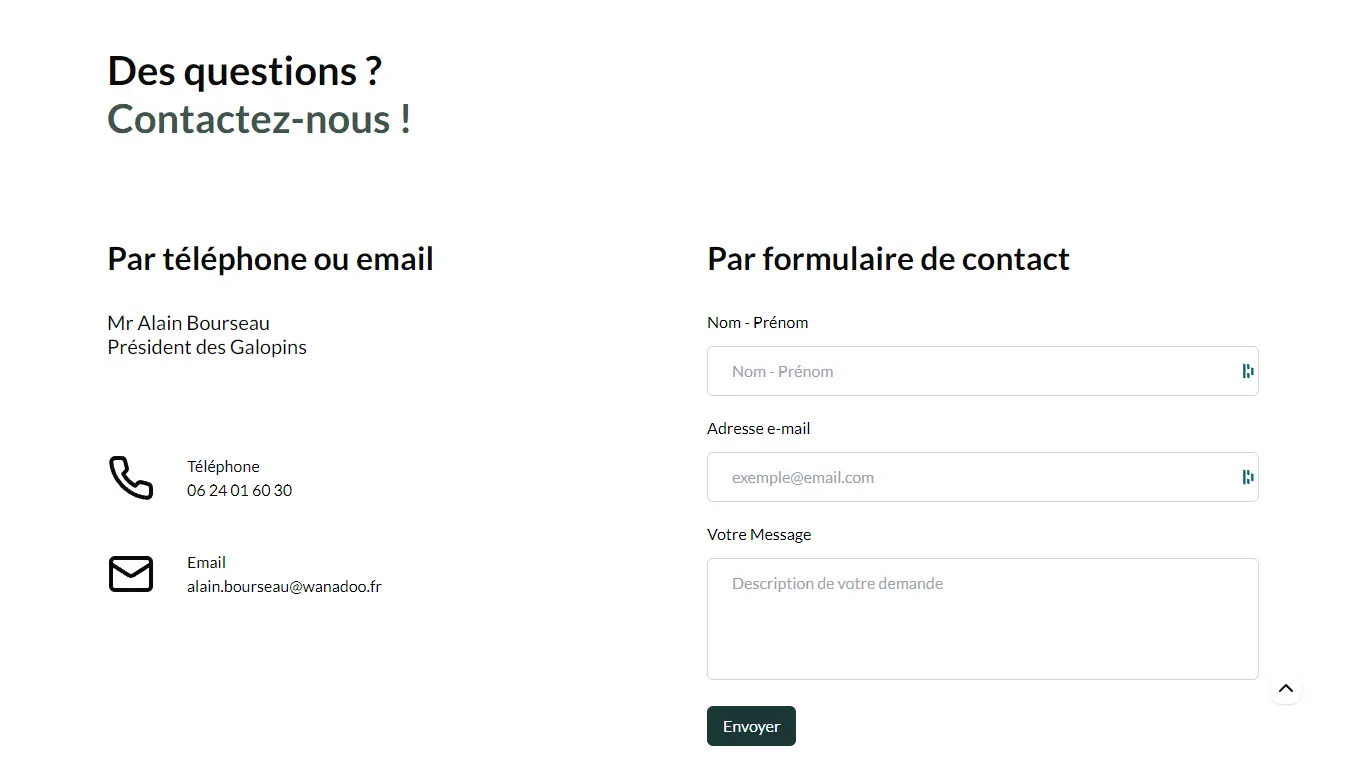 Des questions ?
Contactez-nous !
Par téléphone ou email
Mr Alain Bourseau
Président des Galopins
Téléphone
06 24 01 60 30
Email
alain.bourseau@wanadoo.fr
Par formulaire de contact
Nom - Prénom
Nom - Prénom
Adresse e-mail
exemple@email.com
Votre Message
Description de votre demande
Envoyer